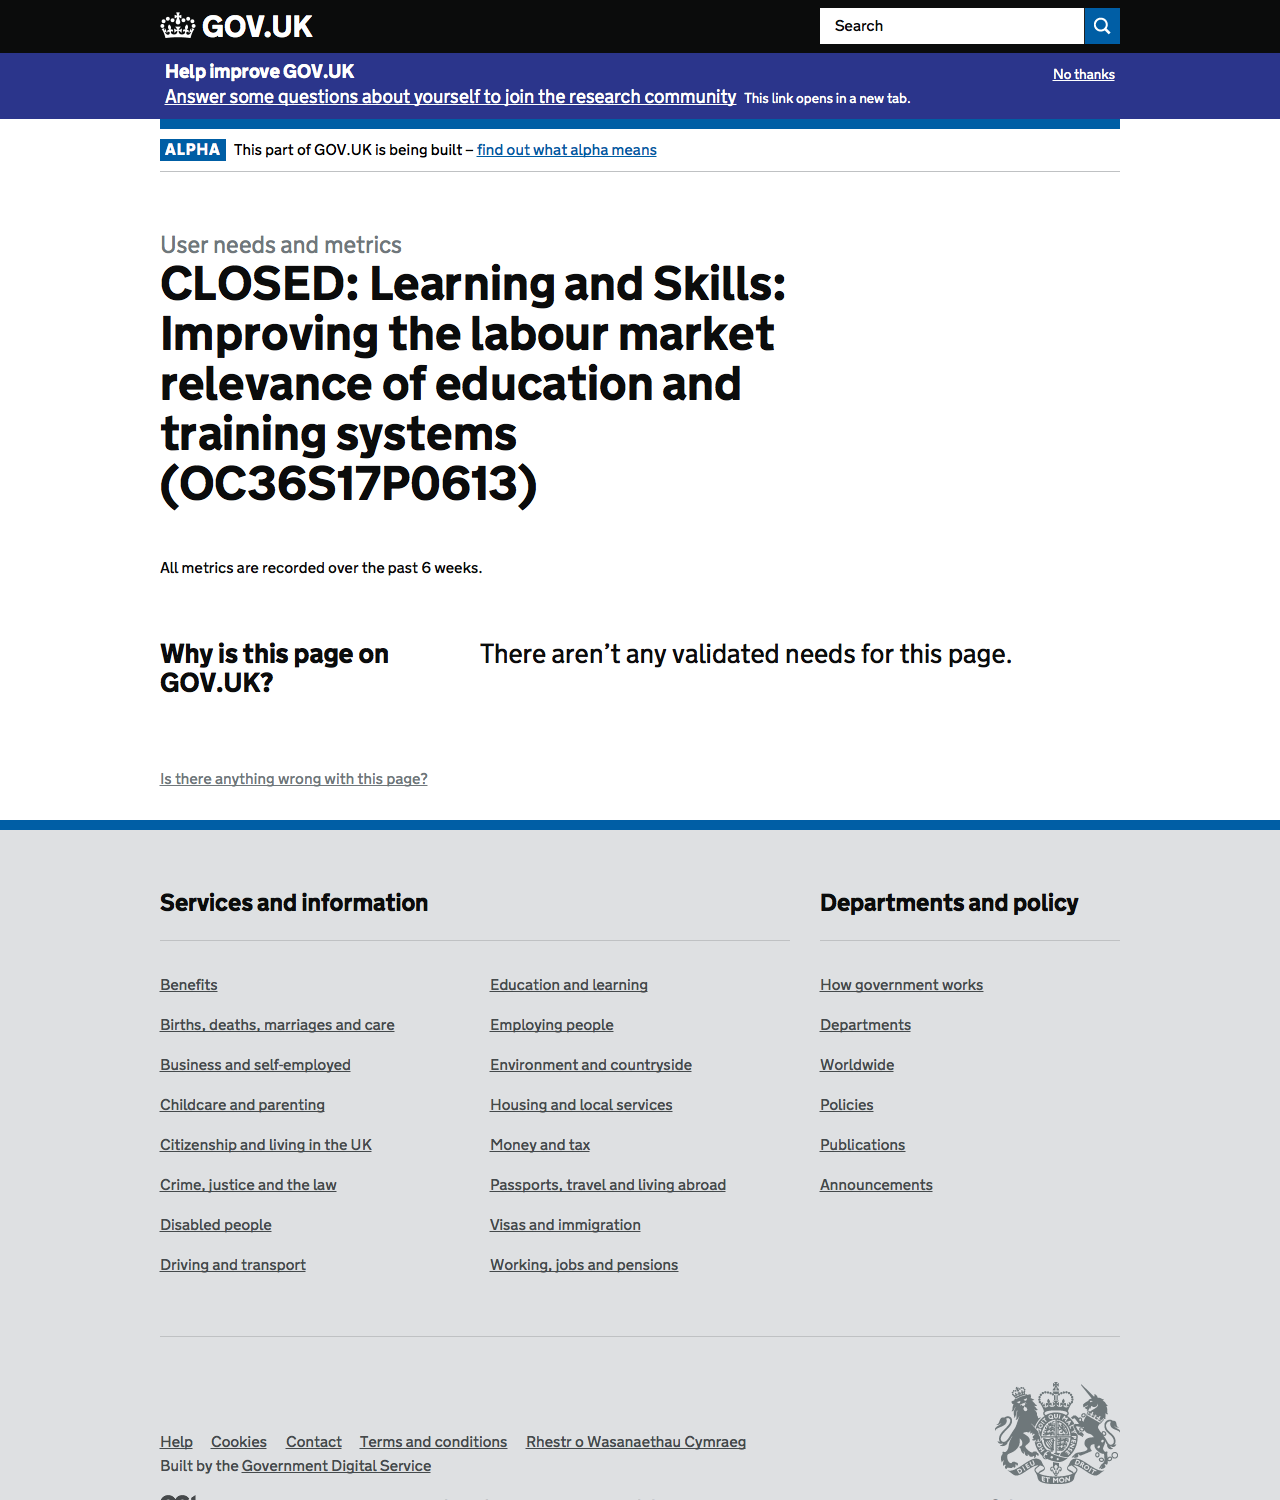 GOV.UK
Search
Help improve GOV.UK
No thanks
Answer some questions about yourself to join the research community This link opens in a new tab.
ALPHA This part of GOV.UK is being built – find out what alpha means
User needs and metrics
CLOSED: Learning and Skills:
Improving the labour market
relevance of education and
training systems
(OC36S17P0613)
All metrics are recorded over the past 6 weeks.
Why is this page on
GOV.UK?
There aren’t any validated needs for this page.
Is there anything wrong with this page?
Services and information
Benefits
Births, deaths, marriages and care
Business and self-employed
Childcare and parenting
Citizenship and living in the UK
Crime, justice and the law
Disabled people
Driving and transport
Education and learning
Employing people
Environment and countryside
Housing and local services
Money and tax
Passports, travel and living abroad
Visas and immigration
Working, jobs and pensions
Departments and policy
How government works
Departments
Worldwide
Policies
Publications
Announcements
Help Cookies Contact Terms and conditions Rhestr o Wasanaethau Cymraeg
Built by the Government Digital Service
DIEU ET MON DROIT